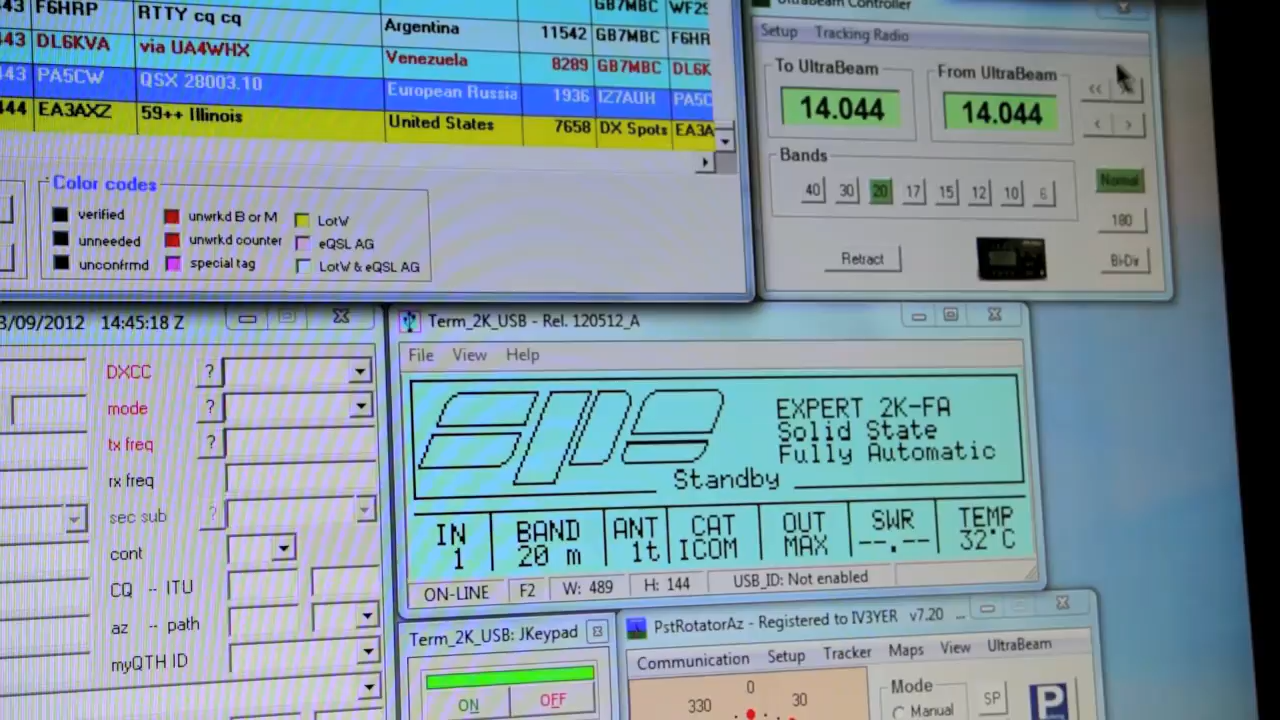 43 F6HRP RTTY cq cq Argentina 11542 GB7MBC F6HR
GB7MBC WF2S
43 DL6KVA via UA4WHX Venezuela 8289 GB7MBC DL6K
43 PA5CW QSX 28003.10 European Russia 1936 IZ7AUH PA5C
44 EA3AXZ 59++ Illinois United States 7658 DX Spots EA3A
Color codes
verified unwrkd B or M LotW
unneeded unwrkd counter eQSL AG
unconfrmd special tag LotW & eQSL AG
UltraBeam Controller
Setup Tracking Radio
To UltraBeam From UltraBeam
14.044 14.044
<< 
< >
Bands
40 30 20 17 15 12 10 6
Normal
180
Retract Bi-Dir
3/09/2012 14:45:18 Z
DXCC ?
mode ?
tx freq ?
rx freq
sec sub ?
cont
CQ -- ITU
az -- path
myQTH ID
Term_2K_USB - Rel. 120512_A
File View Help
EXPERT 2K-FA
Solid State
Fully Automatic
Standby
IN BAND ANT CAT OUT SWR TEMP
1 20 m 1t ICOM MAX --.-- 32°C
ON-LINE F2 W: 489 H: 144 USB_ID: Not enabled
Term_2K_USB: JKeypad
ON OFF
PstRotatorAz - Registered to IV3YER v7.20 ...
Communication Setup Tracker Maps View UltraBeam
330 0 30
Mode
Manual
SP P